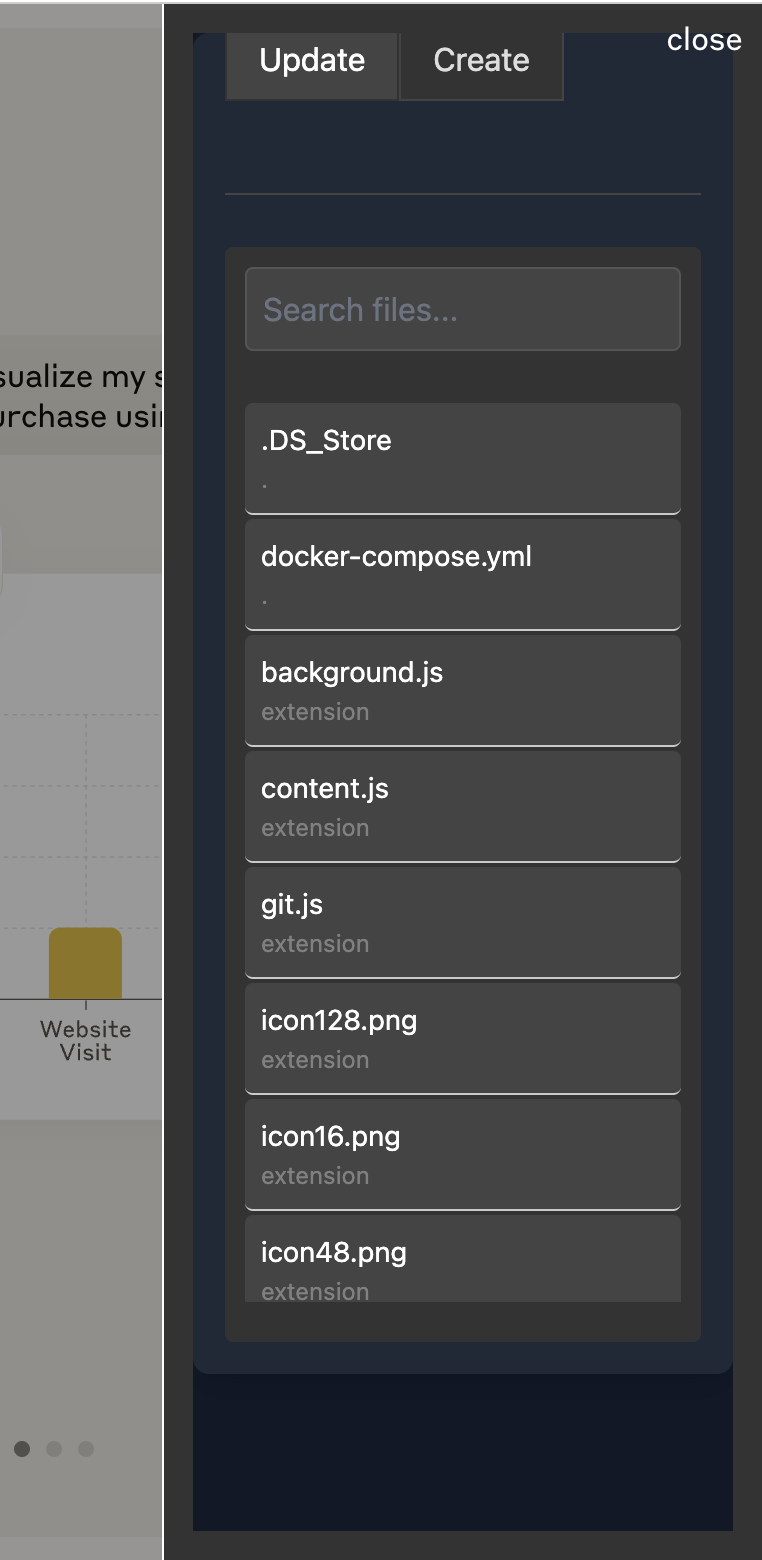 close
Update
Create
Search files...
sualize my s
urchase usin
.DS_Store
.
docker-compose.yml
.
background.js
extension
content.js
extension
git.js
extension
icon128.png
extension
icon16.png
extension
icon48.png
extension
Website
Visit